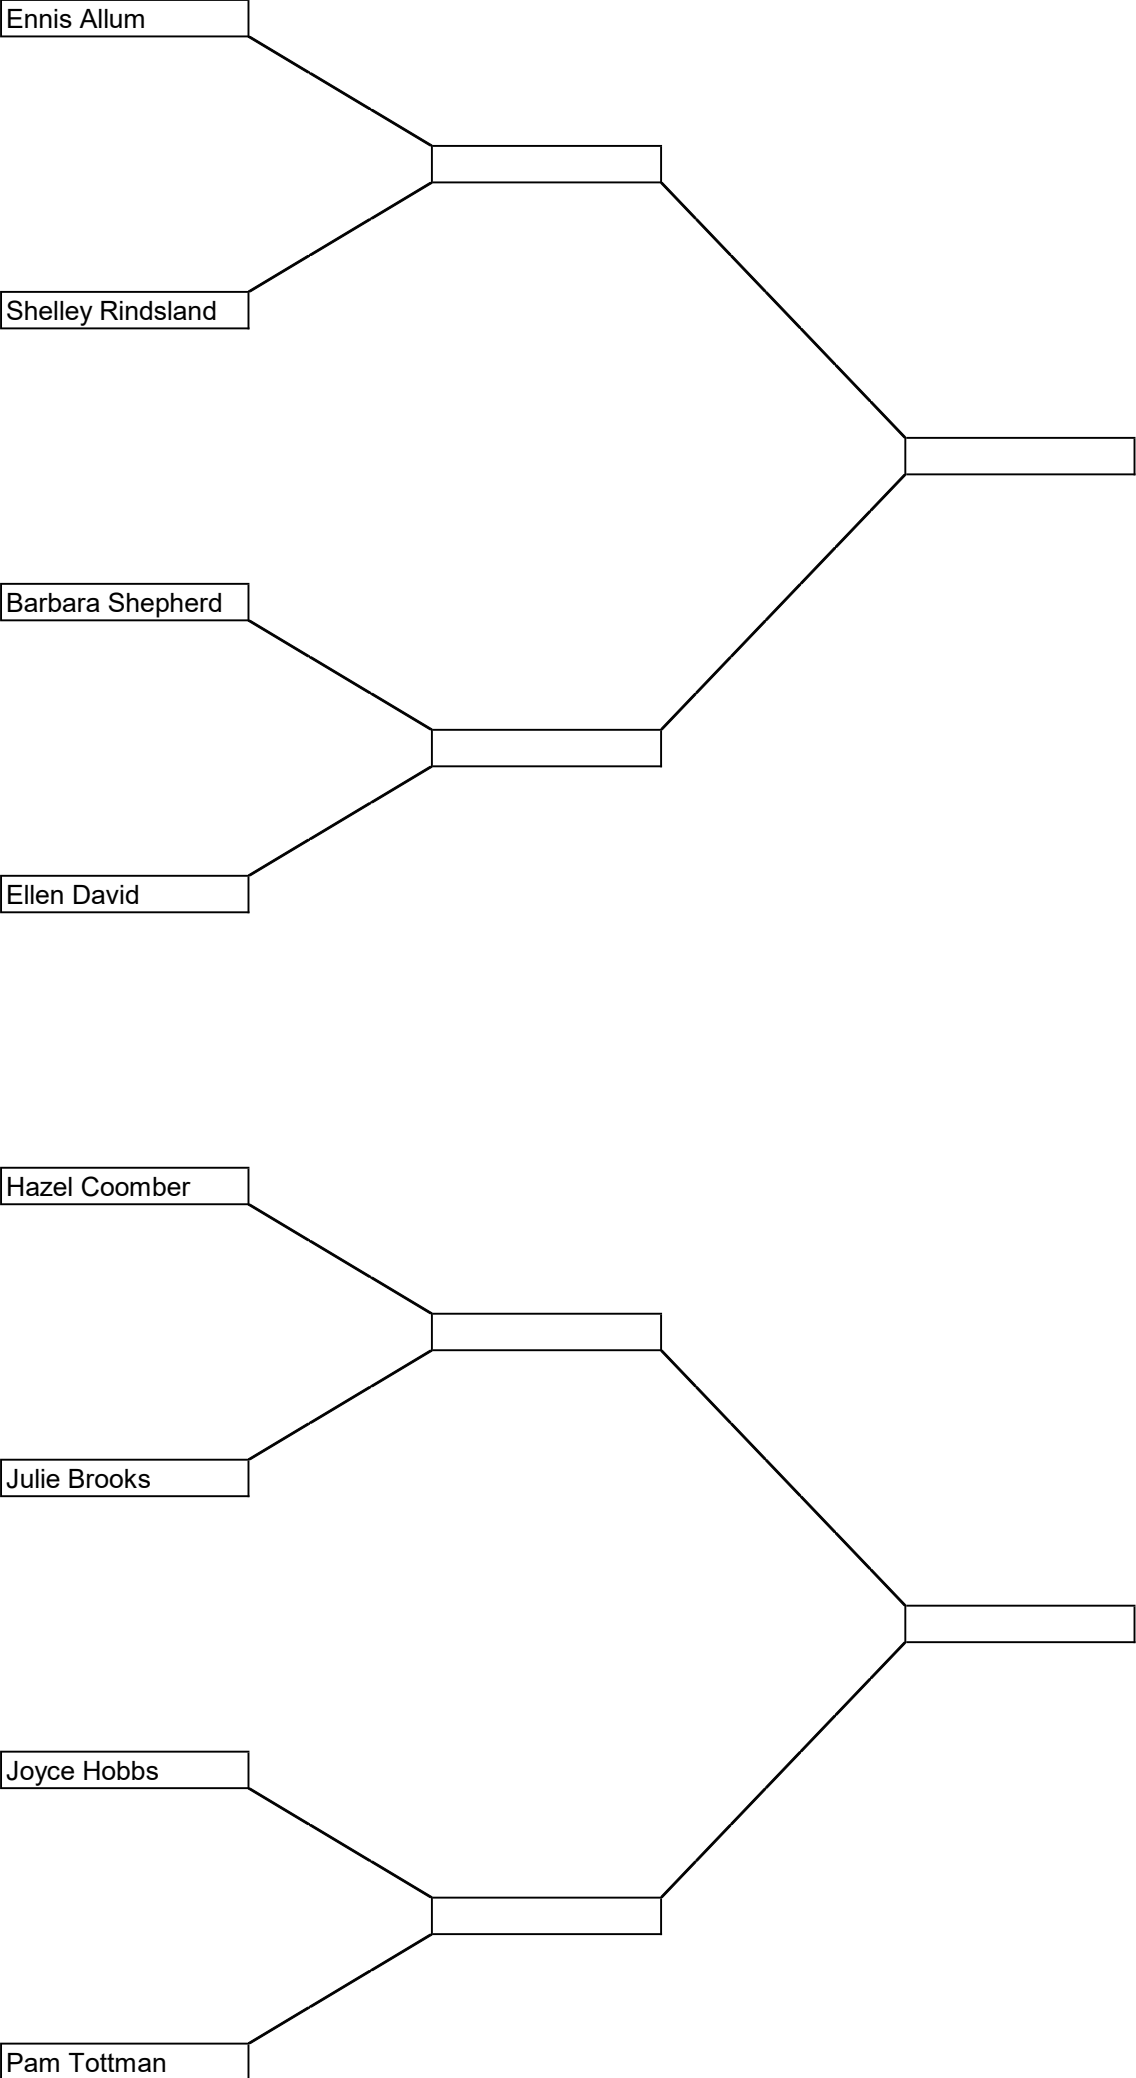 Ennis Allum
Shelley Rindsland
Barbara Shepherd
Ellen David
Hazel Coomber
Julie Brooks
Joyce Hobbs
Pam Tottman